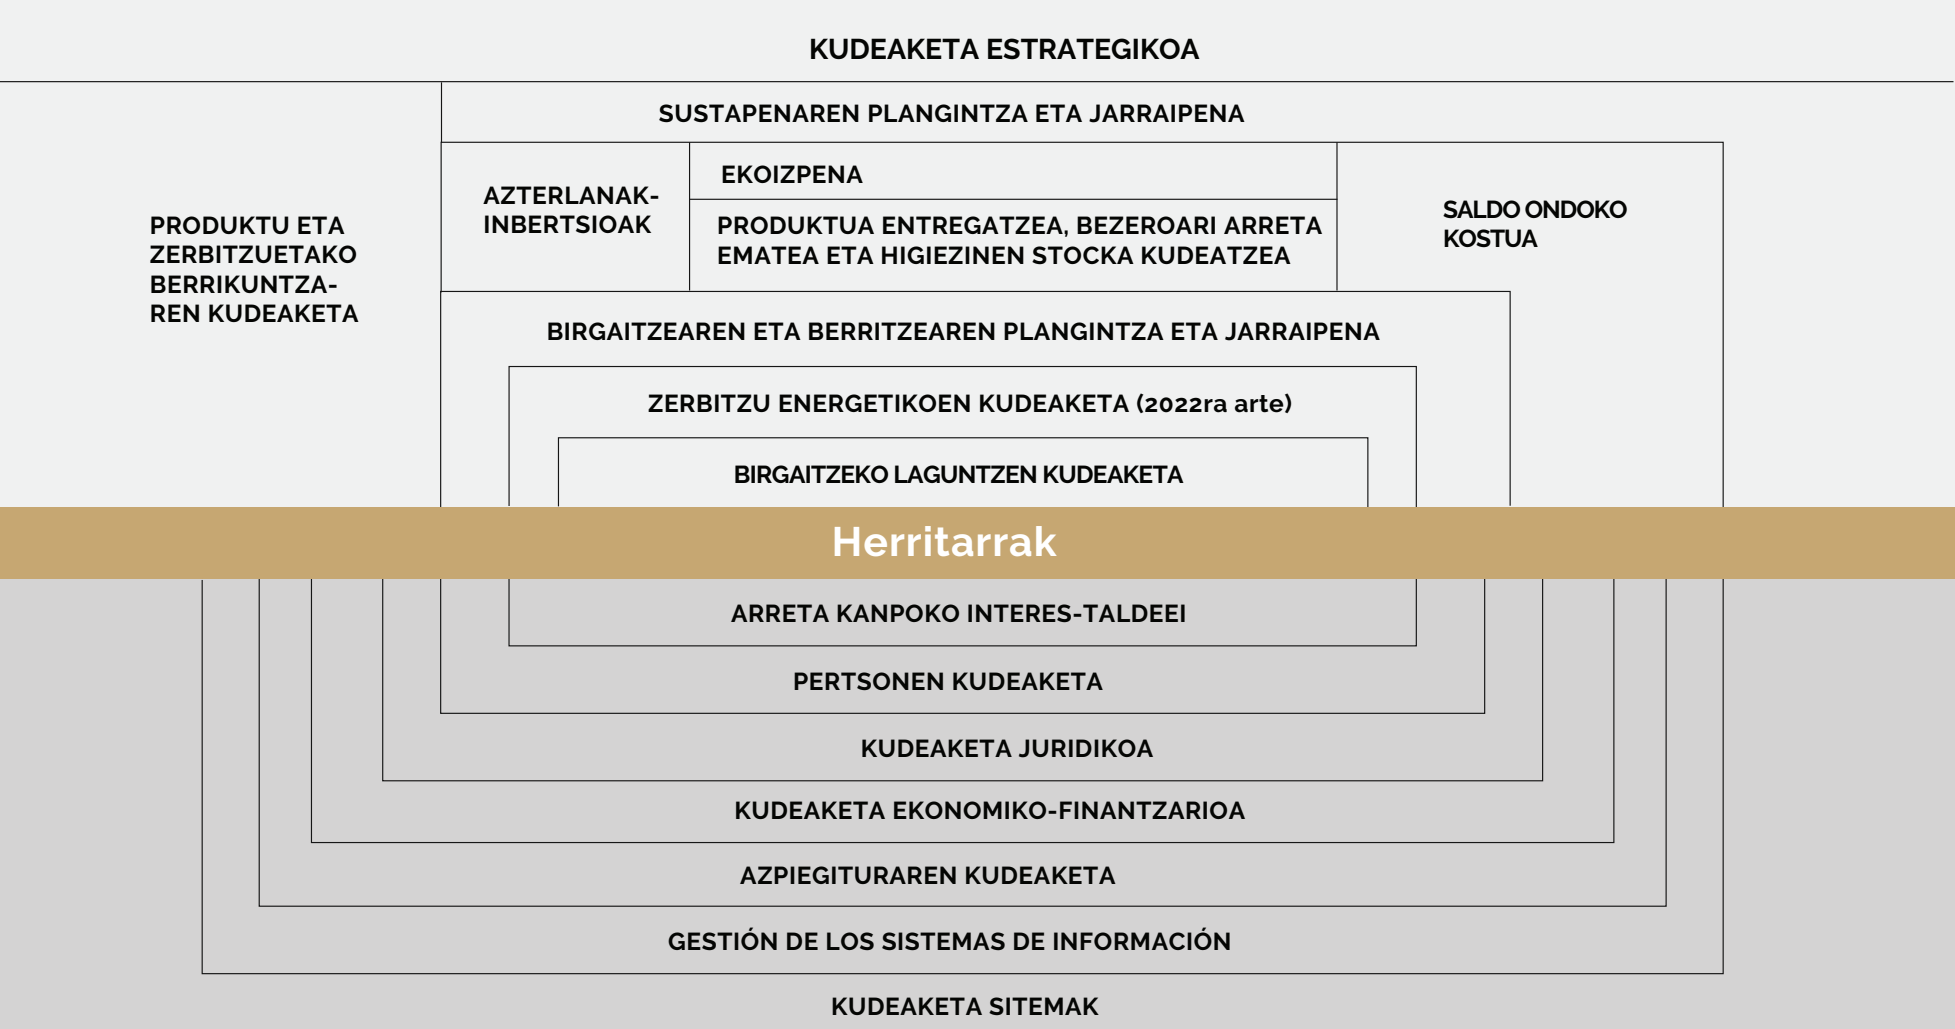 KUDEAKETA ESTRATEGIKOA
SUSTAPENAREN PLANGINTZA ETA JARRAIPENA
PRODUKTU ETA
ZERBITZUETAKO
BERRIKUNTZA-
REN KUDEAKETA
AZTERLANAK-
INBERTSIOAK
EKOIZPENA
PRODUKTUA ENTREGATZEA, BEZEROARI ARRETA
EMATEA ETA HIGIEZINEN STOCKA KUDEATZEA
SALDO ONDOKO
KOSTUA
BIRGAITZEAREN ETA BERRITZEAREN PLANGINTZA ETA JARRAIPENA
ZERBITZU ENERGETIKOEN KUDEAKETA (2022ra arte)
BIRGAITZEKO LAGUNTZEN KUDEAKETA
Herritarrak
ARRETA KANPOKO INTERES-TALDEEI
PERTSONEN KUDEAKETA
KUDEAKETA JURIDIKOA
KUDEAKETA EKONOMIKO-FINANTZARIOA
AZPIEGITURAREN KUDEAKETA
GESTIÓN DE LOS SISTEMAS DE INFORMACIÓN
KUDEAKETA SITEMAK